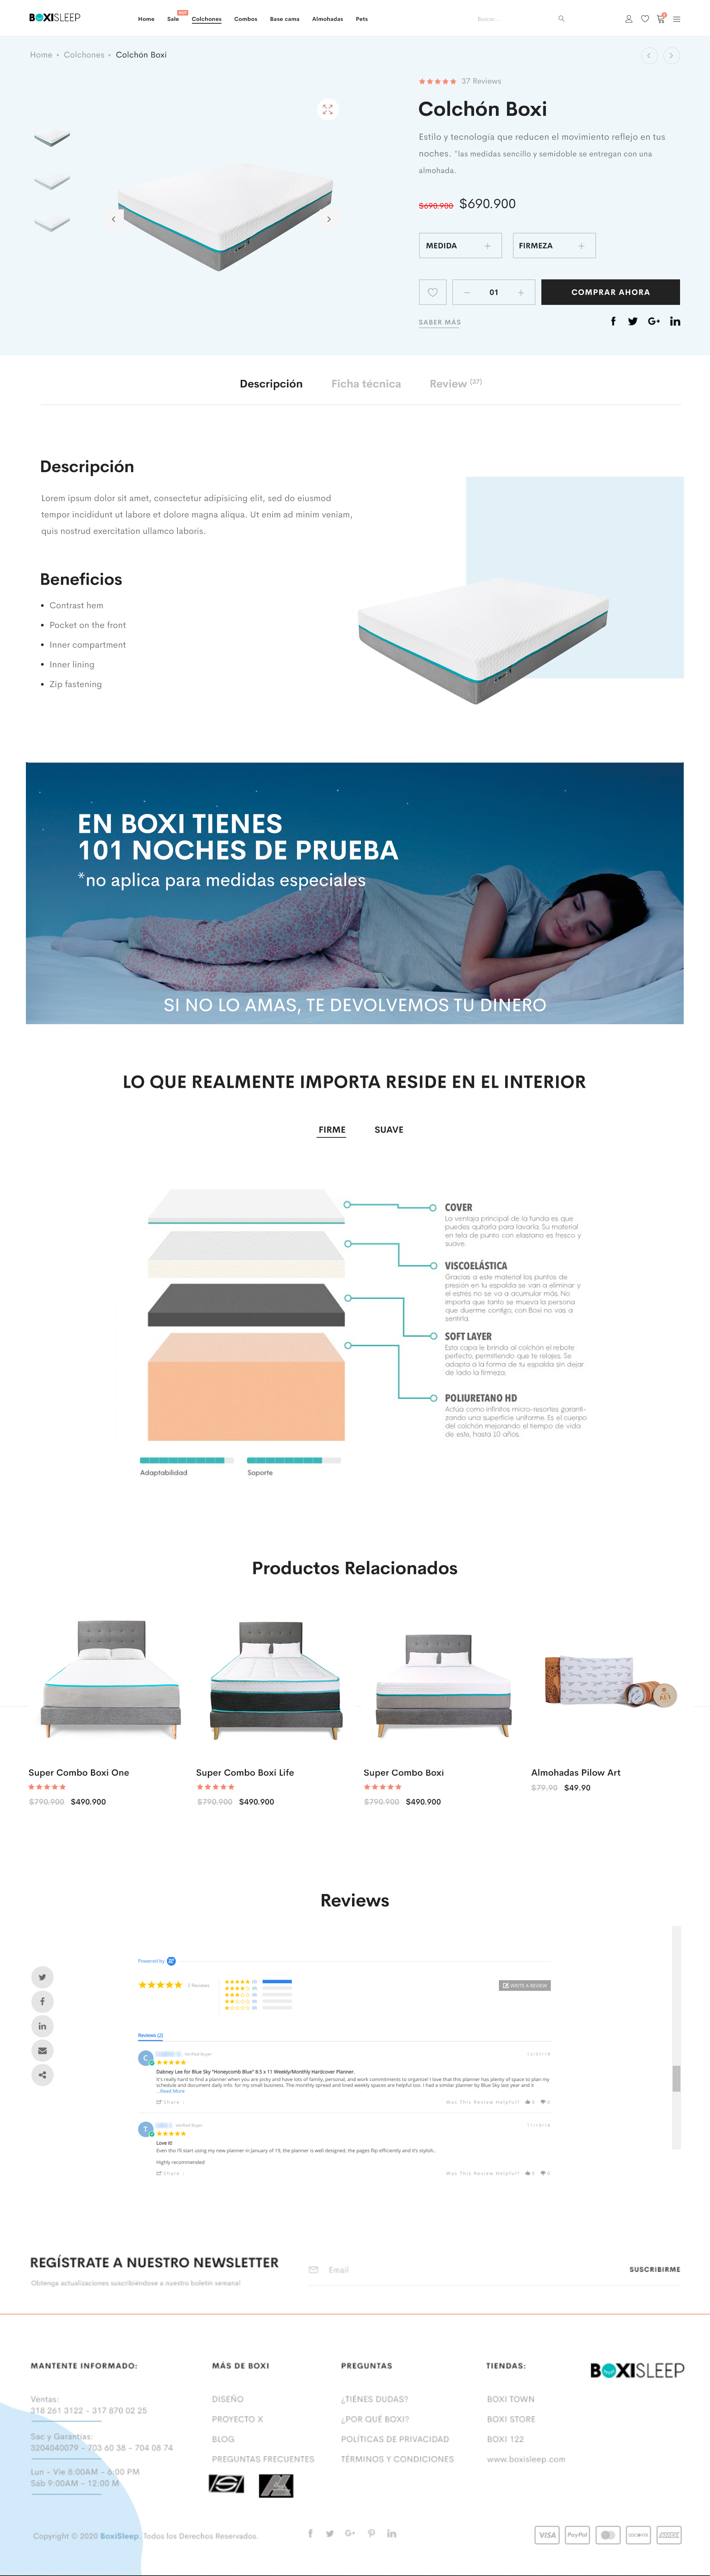 BOXISLEEP
Home Sale Colchones Combos Base cama Almohadas Pets
HOT
Buscar...
Home • Colchones • Colchón Boxi
37 Reviews
Colchón Boxi
Estilo y tecnología que reducen el movimiento reflejo en tus
noches. *las medidas sencillo y semidoble se entregan con una
almohada.
$690.900 $690.900
MEDIDA + FIRMEZA +
− 01 + COMPRAR AHORA
SABER MÁS
Descripción Ficha técnica Review (37)
Descripción
Lorem ipsum dolor sit amet, consectetur adipisicing elit, sed do eiusmod
tempor incididunt ut labore et dolore magna aliqua. Ut enim ad minim veniam,
quis nostrud exercitation ullamco laboris.
Beneficios
• Contrast hem
• Pocket on the front
• Inner compartment
• Inner lining
• Zip fastening
EN BOXI TIENES
101 NOCHES DE PRUEBA
*no aplica para medidas especiales
SI NO LO AMAS, TE DEVOLVEMOS TU DINERO
LO QUE REALMENTE IMPORTA RESIDE EN EL INTERIOR
FIRME SUAVE
COVER
La ventaja principal de la funda es que
puedes quitarla para lavarla. Su material
en tela de punto con elastano es fresco y
suave.
VISCOELÁSTICA
Gracias a este material los puntos de
presión en tu espalda se van a eliminar y
el estrés no se va a acumular más. No
importa que tanto se mueva la persona
que duerme contigo, con Boxi no vas a
sentirla.
SOFT LAYER
Esta capa le brinda al colchón el rebote
perfecto, permitiendo que te relajes. Se
adapta a la forma de tu espalda sin dejar
de lado la firmeza.
POLIURETANO HD
Actúa como infinitos micro-resortes garanti-
zando una superficie uniforme. Es el cuerpo
del colchón mejorando el tiempo de vida
de este, hasta 10 años.
Adaptabilidad Soporte
Productos Relacionados
Super Combo Boxi One
$790.900 $490.900
Super Combo Boxi Life
$790.900 $490.900
Super Combo Boxi
$790.900 $490.900
Almohadas Pilow Art
$79.90 $49.90
Reviews
Powered by
2 Reviews
WRITE A REVIEW
Reviews (2)
C
Verified Buyer
12/31/18
Dabney Lee for Blue Sky "Honeycomb Blue" 8.5 x 11 Weekly/Monthly Hardcover Planner.
It's really hard to find a planner when you are picky and have lots of family, personal, and work commitments to organize! I love that this planner has plenty of space to my
schedule and document daily info. for my small business. The monthly spread and lined weekly spaces are helpful too. I had a similar planner by Blue Sky last year and it
...Read More
Share | Was This Review Helpful? 0 0
T
Verified Buyer
11/19/18
Love it!
Even tho I'll start using my new planner in January of 19, the planner is well designed, the pages flip efficiently and it's stylish..
Highly recommended
Share | Was This Review Helpful? 0 0
REGÍSTRATE A NUESTRO NEWSLETTER
Obtenga actualizaciones suscribiéndose a nuestro boletín semanal
Email SUSCRIBIRME
MANTENTE INFORMADO:
Ventas:
318 261 3122 - 317 870 02 25
Sac y Garantías:
3204040079 - 703 60 38 - 704 08 74
Lun - Vie 8:00AM - 6:00 PM
Sáb 9:00AM - 12:00 M
MÁS DE BOXI
DISEÑO
PROYECTO X
BLOG
PREGUNTAS FRECUENTES
PREGUNTAS
¿TIÉNES DUDAS?
¿POR QUÉ BOXI?
POLÍTICAS DE PRIVACIDAD
TÉRMINOS Y CONDICIONES
TIENDAS:
BOXI TOWN
BOXI STORE
BOXI 122
www.boxisleep.com
BOXISLEEP
Copyright © 2020 BoxiSleep. Todos los Derechos Reservados.
VISA PayPal DISCOVER